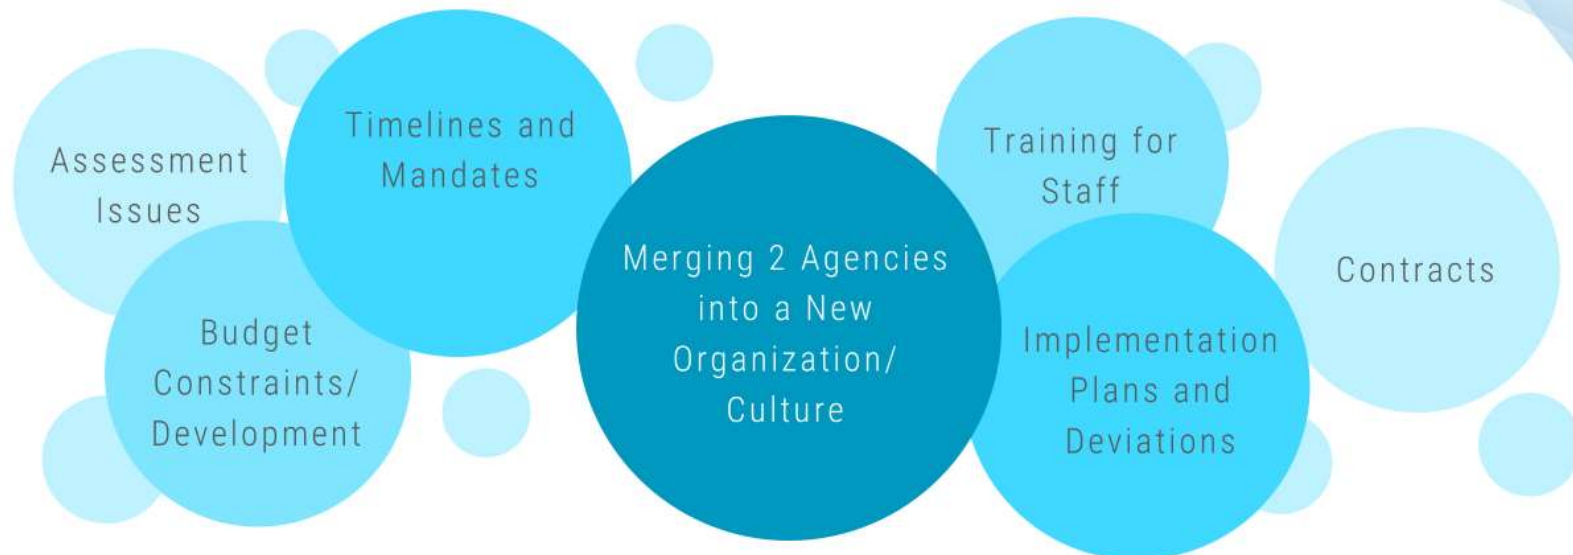 Assessment
Issues
Timelines and
Mandates
Budget
Constraints/
Development
Merging 2 Agencies
into a New
Organization/
Culture
Training for
Staff
Implementation
Plans and
Deviations
Contracts